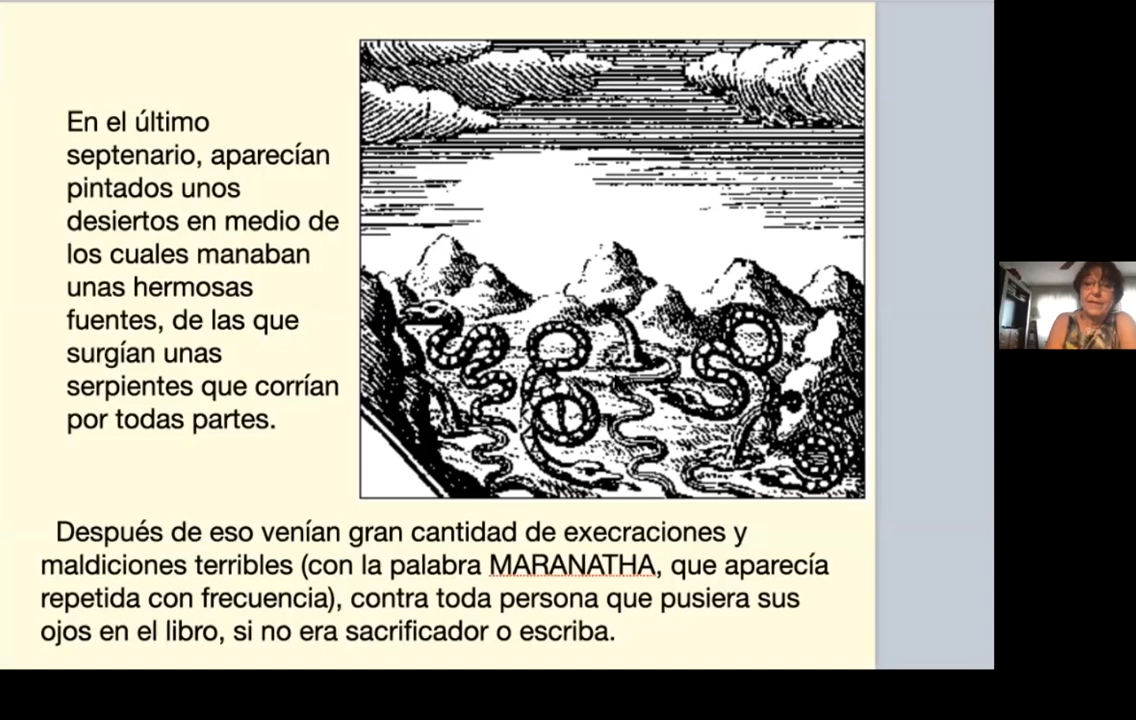 En el último
septenario, aparecían
pintados unos
desiertos en medio de
los cuales manaban
unas hermosas
fuentes, de las que
surgían unas
serpientes que corrían
por todas partes.
Después de eso venían gran cantidad de execraciones y
maldiciones terribles (con la palabra MARANATHA, que aparecía
repetida con frecuencia), contra toda persona que pusiera sus
ojos en el libro, si no era sacrificador o escriba.